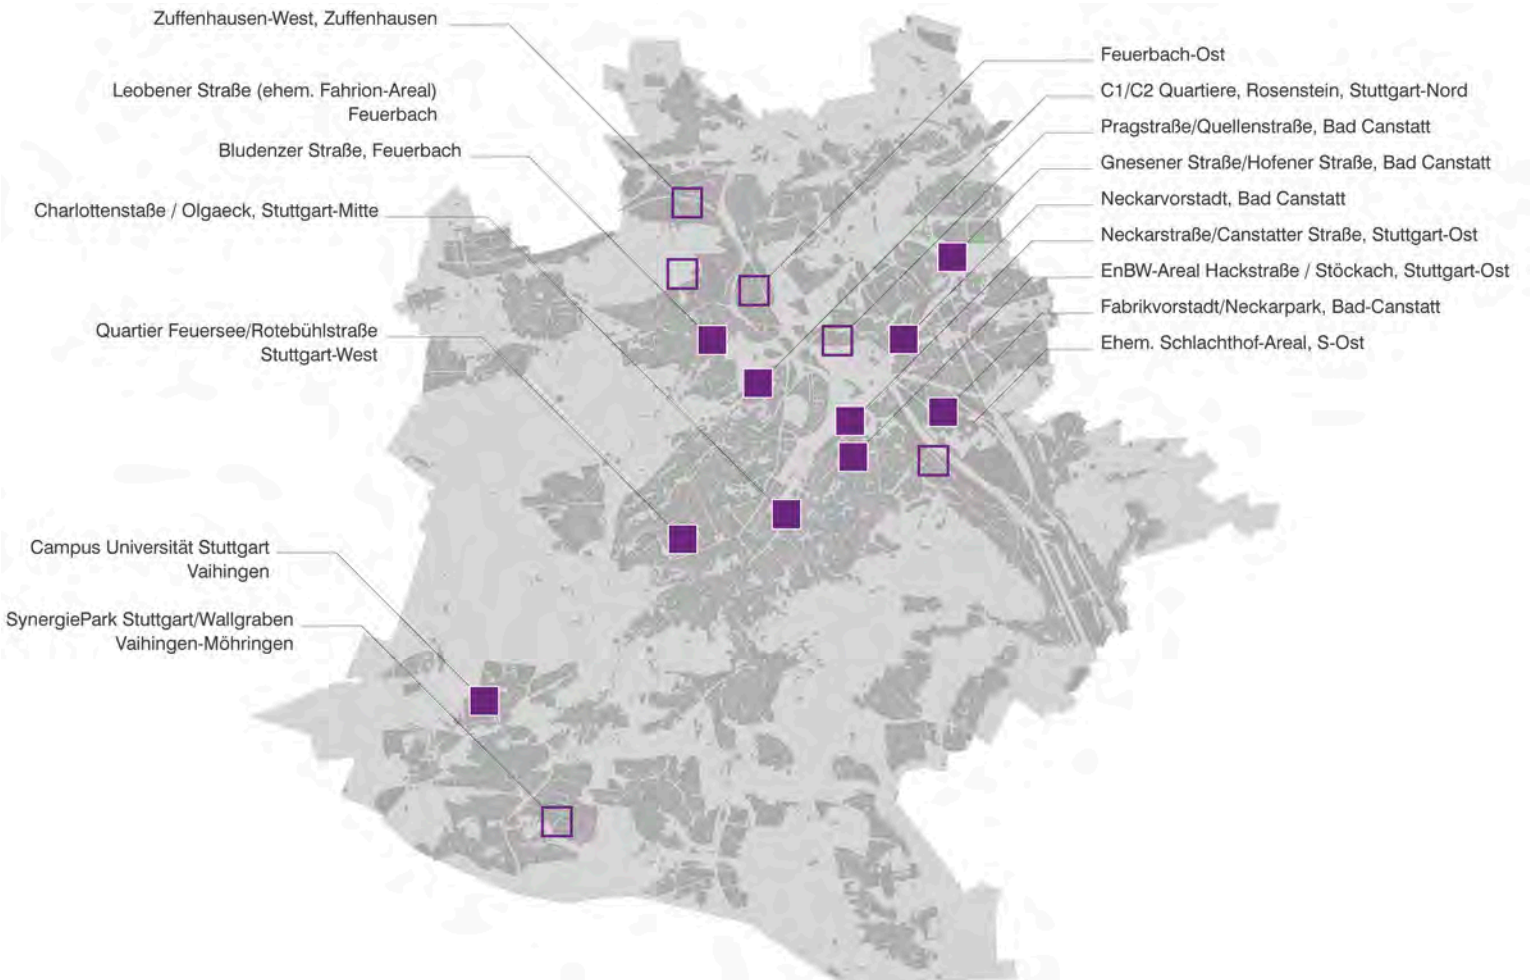 Zuffenhausen-West, Zuffenhausen
Leobener Straße (ehem. Fahrion-Areal)
Feuerbach
Bludenzer Straße, Feuerbach
Charlottenstaße / Olgaeck, Stuttgart-Mitte
Quartier Feuersee/Rotebühlstraße
Stuttgart-West
Campus Universität Stuttgart
Vaihingen
SynergiePark Stuttgart/Wallgraben
Vaihingen-Möhringen
Feuerbach-Ost
C1/C2 Quartiere, Rosenstein, Stuttgart-Nord
Pragstraße/Quellenstraße, Bad Canstatt
Gnesener Straße/Hofener Straße, Bad Canstatt
Neckarvorstadt, Bad Canstatt
Neckarstraße/Canstatter Straße, Stuttgart-Ost
EnBW-Areal Hackstraße / Stöckach, Stuttgart-Ost
Fabrikvorstadt/Neckarpark, Bad-Canstatt
Ehem. Schlachthof-Areal, S-Ost